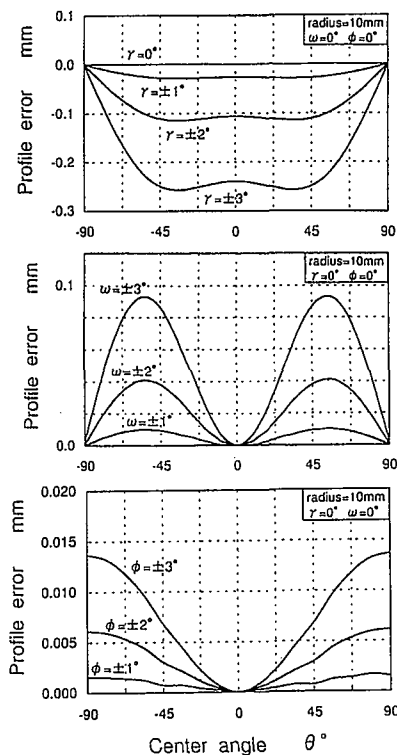 Profile error mm
radius=10mm
ω=0° ϕ=0°
0.0
-0.1
-0.2
-0.3
γ=0°
γ=±1°
γ=±2°
γ=±3°
-90 -45 0 45 90
Profile error mm
radius=10mm
γ=0° ϕ=0°
0.1
0.0
ω=±3°
ω=±2°
ω=±1°
-90 -45 0 45 90
Profile error mm
radius=10mm
γ=0° ω=0°
0.020
0.015
0.010
0.005
0.000
ϕ=±3°
ϕ=±2°
ϕ=±1°
-90 -45 0 45 90
Center angle θ°